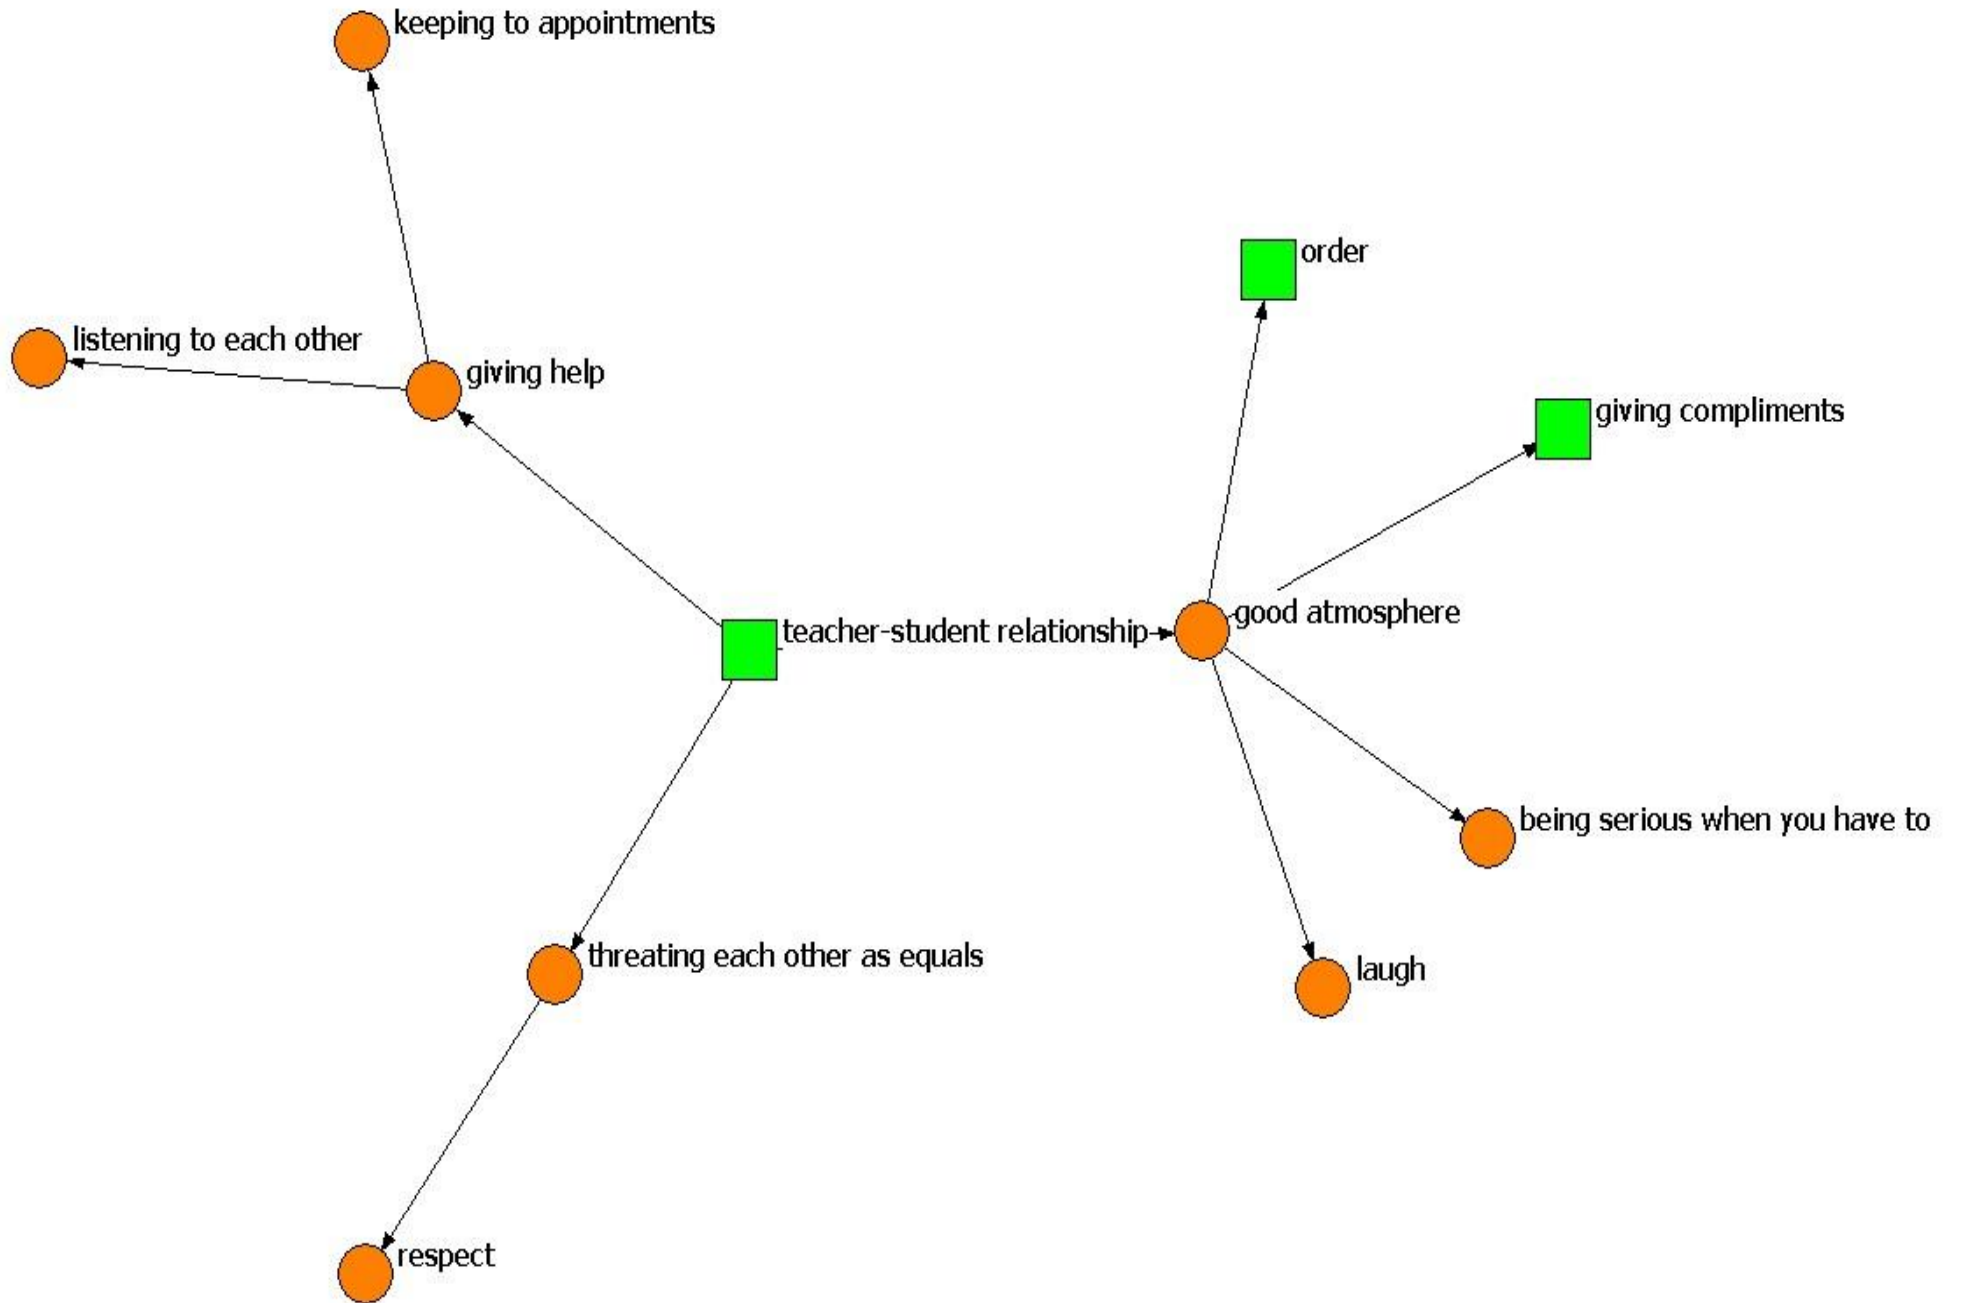 keeping to appointments
order
listening to each other
giving help
giving compliments
good atmosphere
teacher-student relationship
being serious when you have to
threating each other as equals
laugh
respect